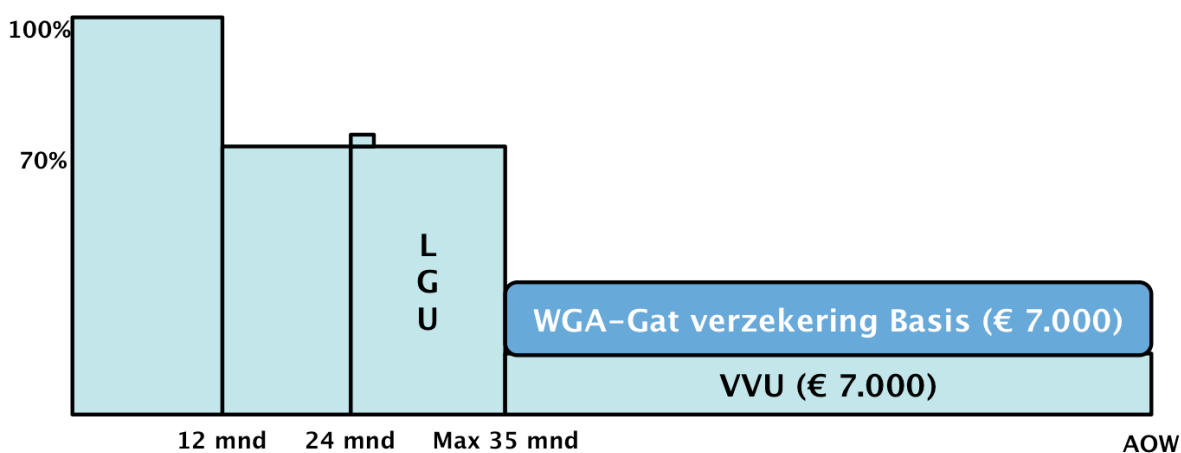 100%
70%
L
G
U
WGA-Gat verzekering Basis (€ 7.000)
VVU (€ 7.000)
12 mnd
24 mnd
Max 35 mnd
AOW